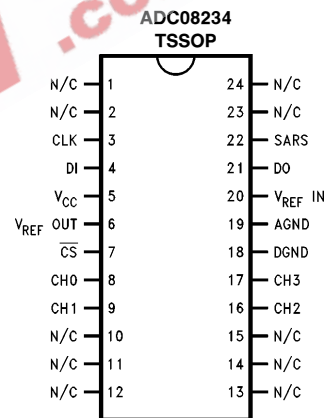 .CO
ADC08234
TSSOP
N/C 1 24 N/C
N/C 2 23 N/C
CLK 3 22 SARS
DI 4 21 DO
VCC 5 20 VREF IN
VREF OUT 6 19 AGND
CS 7 18 DGND
CH0 8 17 CH3
CH1 9 16 CH2
N/C 10 15 N/C
N/C 11 14 N/C
N/C 12 13 N/C